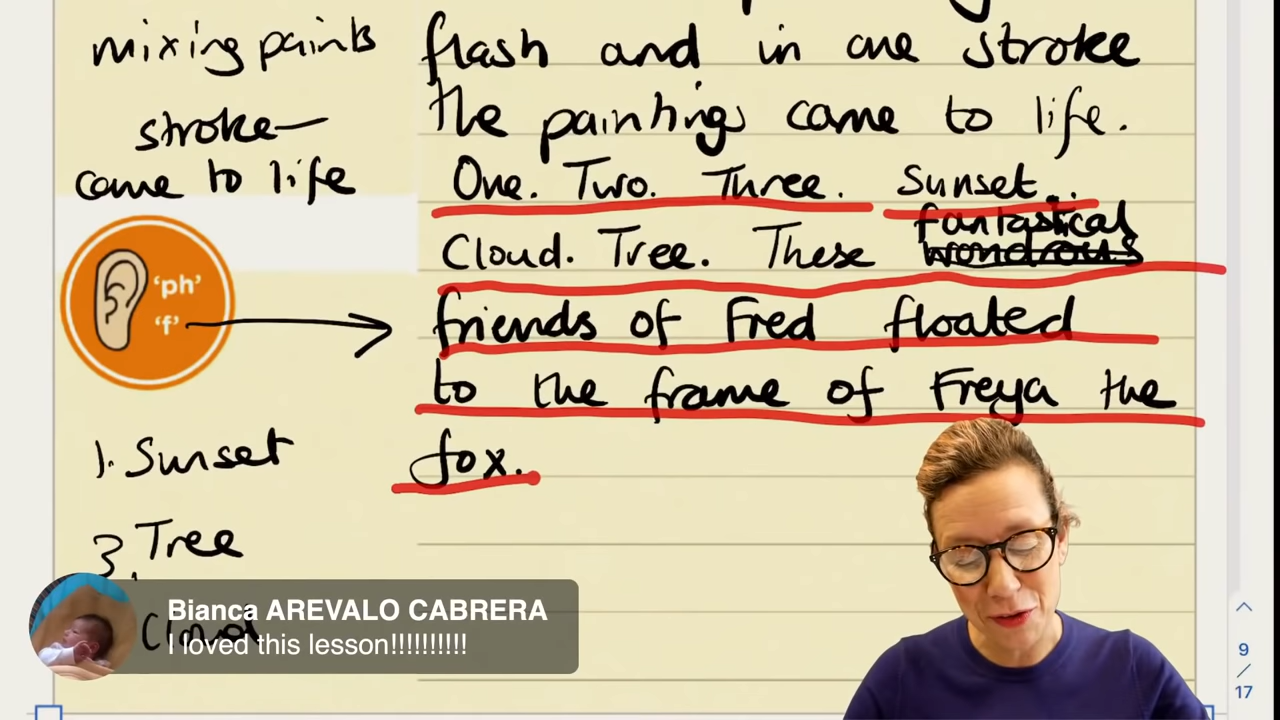 mixing paints
stroke—
came to life
'ph'
'f'
1. Sunset
3. Tree
Cloud
flash and in one stroke
the paintings came to life.
One. Two. Three. Sunset.
Cloud. Tree. These fantastical
wondrous
friends of Fred floated
to the frame of Freya the
fox.
Bianca AREVALO CABRERA
I loved this lesson!!!!!!!!!!
9
/
17